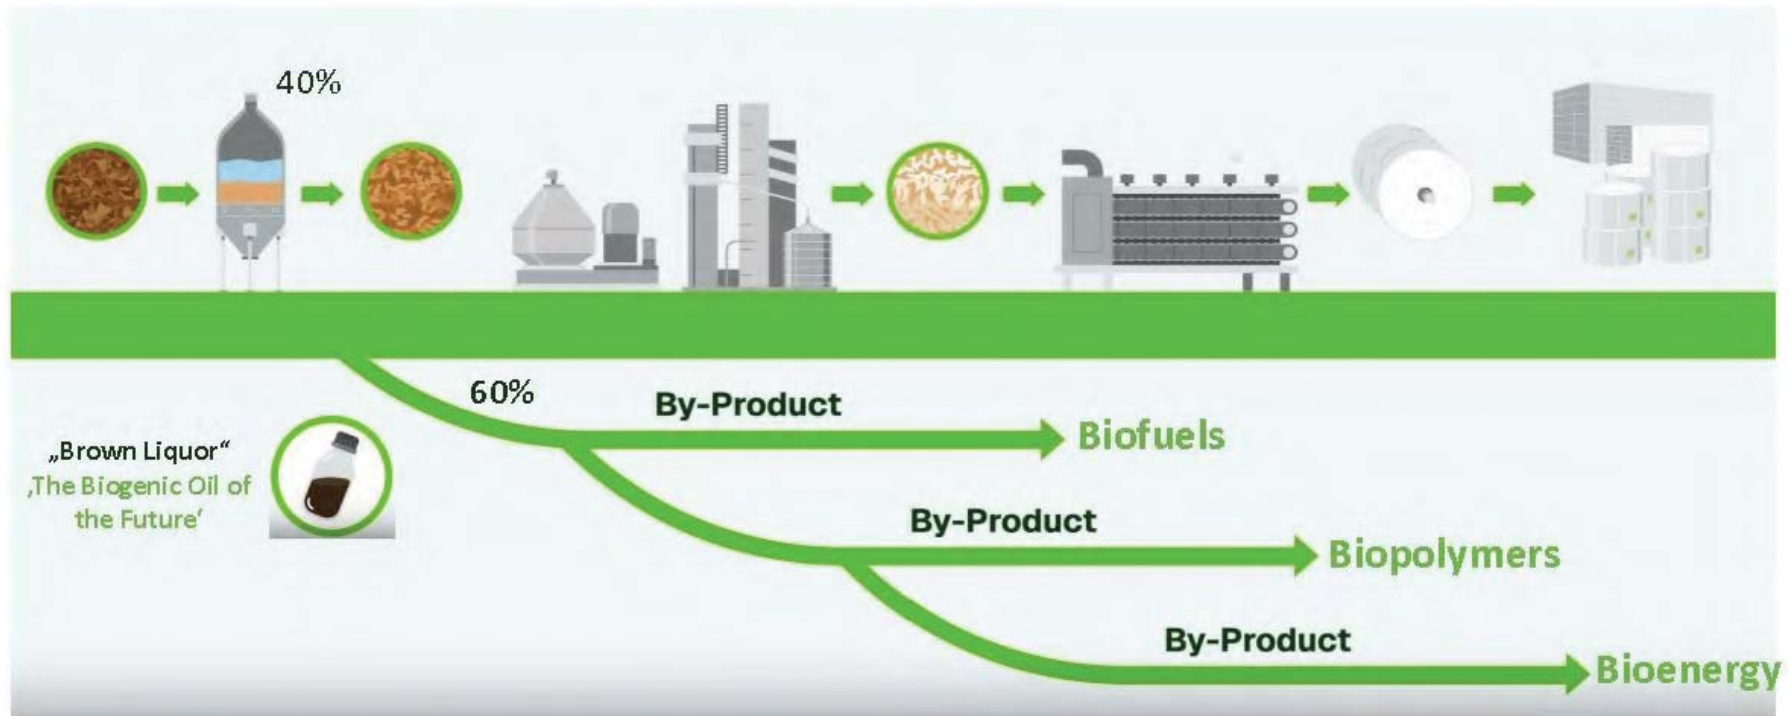 40%
60%
By-Product
Biofuels
„Brown Liquor“
‚The Biogenic Oil of
the Future‘
By-Product
Biopolymers
By-Product
Bioenergy